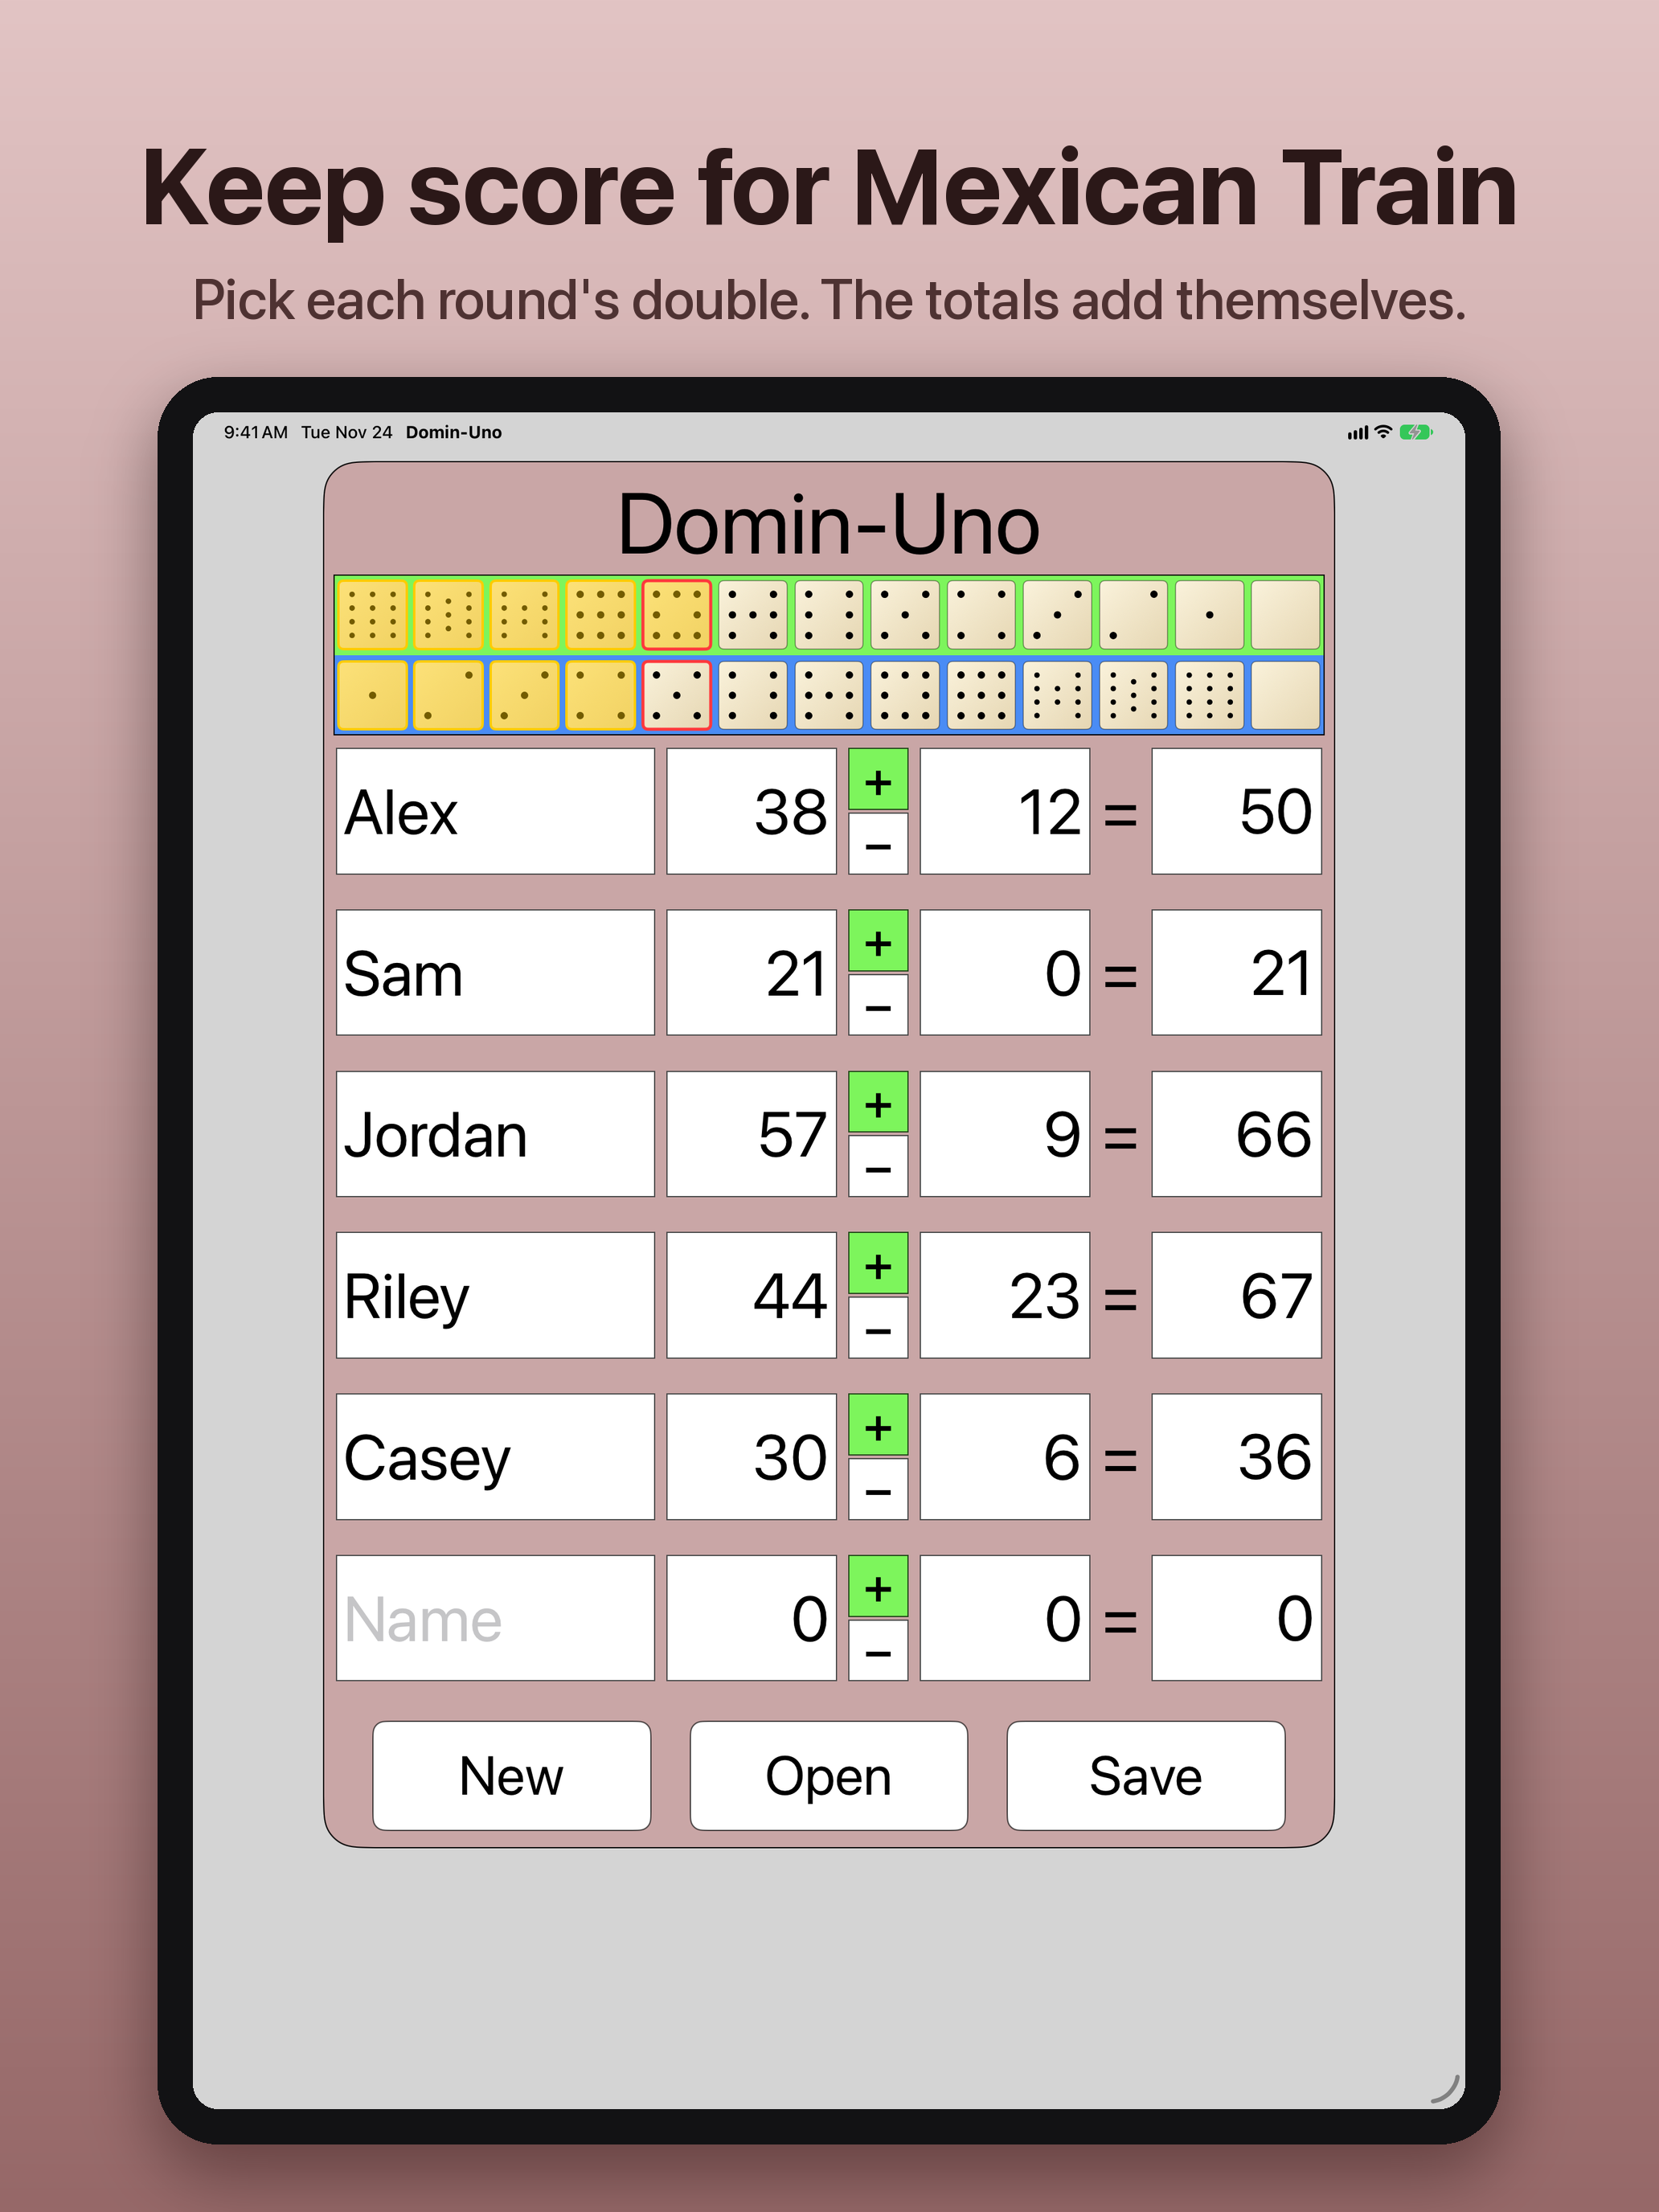 Keep score for Mexican Train
Pick each round's double. The totals add themselves.
9:41 AM Tue Nov 24 Domin-Uno
Domin-Uno
Alex 38 + − 12 = 50
Sam 21 + − 0 = 21
Jordan 57 + − 9 = 66
Riley 44 + − 23 = 67
Casey 30 + − 6 = 36
Name 0 + − 0 = 0
New Open Save